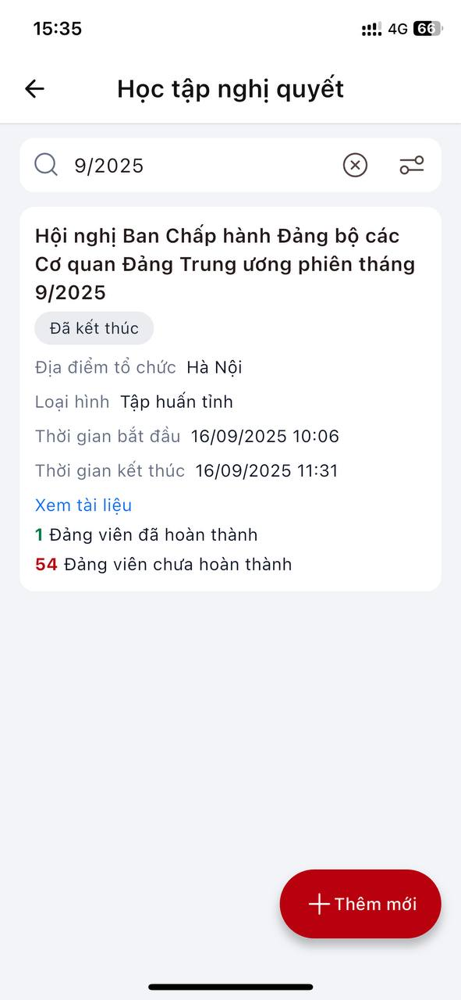 15:35
4G 66
Học tập nghị quyết
9/2025
Hội nghị Ban Chấp hành Đảng bộ các
Cơ quan Đảng Trung ương phiên tháng
9/2025
Đã kết thúc
Địa điểm tổ chức Hà Nội
Loại hình Tập huấn tỉnh
Thời gian bắt đầu 16/09/2025 10:06
Thời gian kết thúc 16/09/2025 11:31
Xem tài liệu
1 Đảng viên đã hoàn thành
54 Đảng viên chưa hoàn thành
Thêm mới